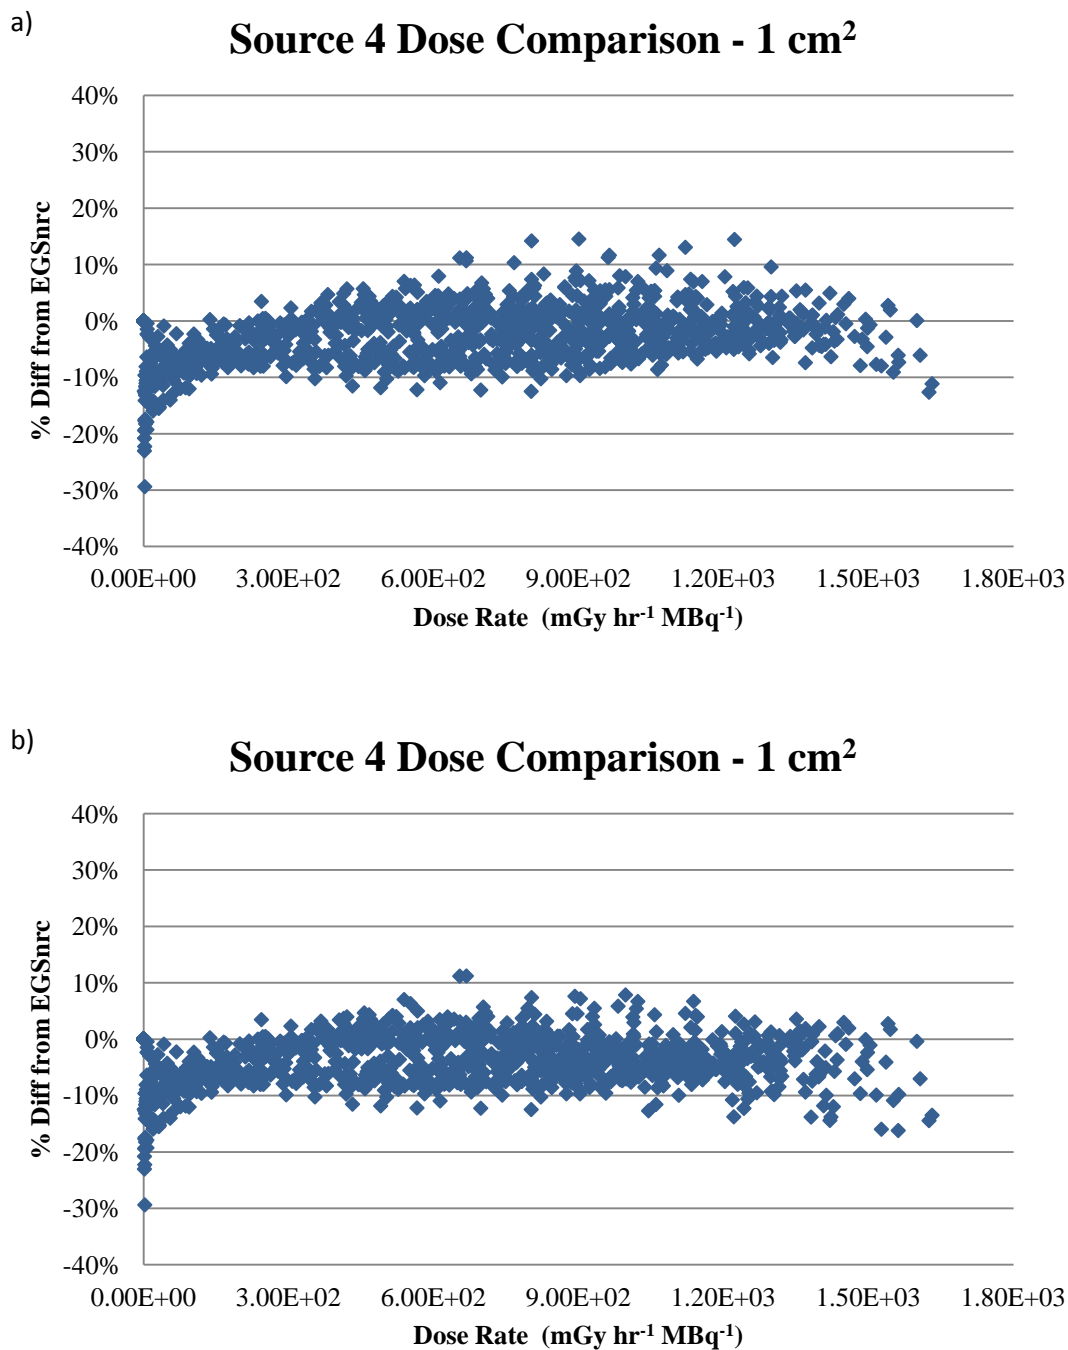 a)
Source 4 Dose Comparison - 1 cm²
40%
30%
20%
10%
0%
-10%
-20%
-30%
-40%
% Diff from EGSnrc
0.00E+00 3.00E+02 6.00E+02 9.00E+02 1.20E+03 1.50E+03 1.80E+03
Dose Rate (mGy hr⁻¹ MBq⁻¹)
b)
Source 4 Dose Comparison - 1 cm²
40%
30%
20%
10%
0%
-10%
-20%
-30%
-40%
% Diff from EGSnrc
0.00E+00 3.00E+02 6.00E+02 9.00E+02 1.20E+03 1.50E+03 1.80E+03
Dose Rate (mGy hr⁻¹ MBq⁻¹)